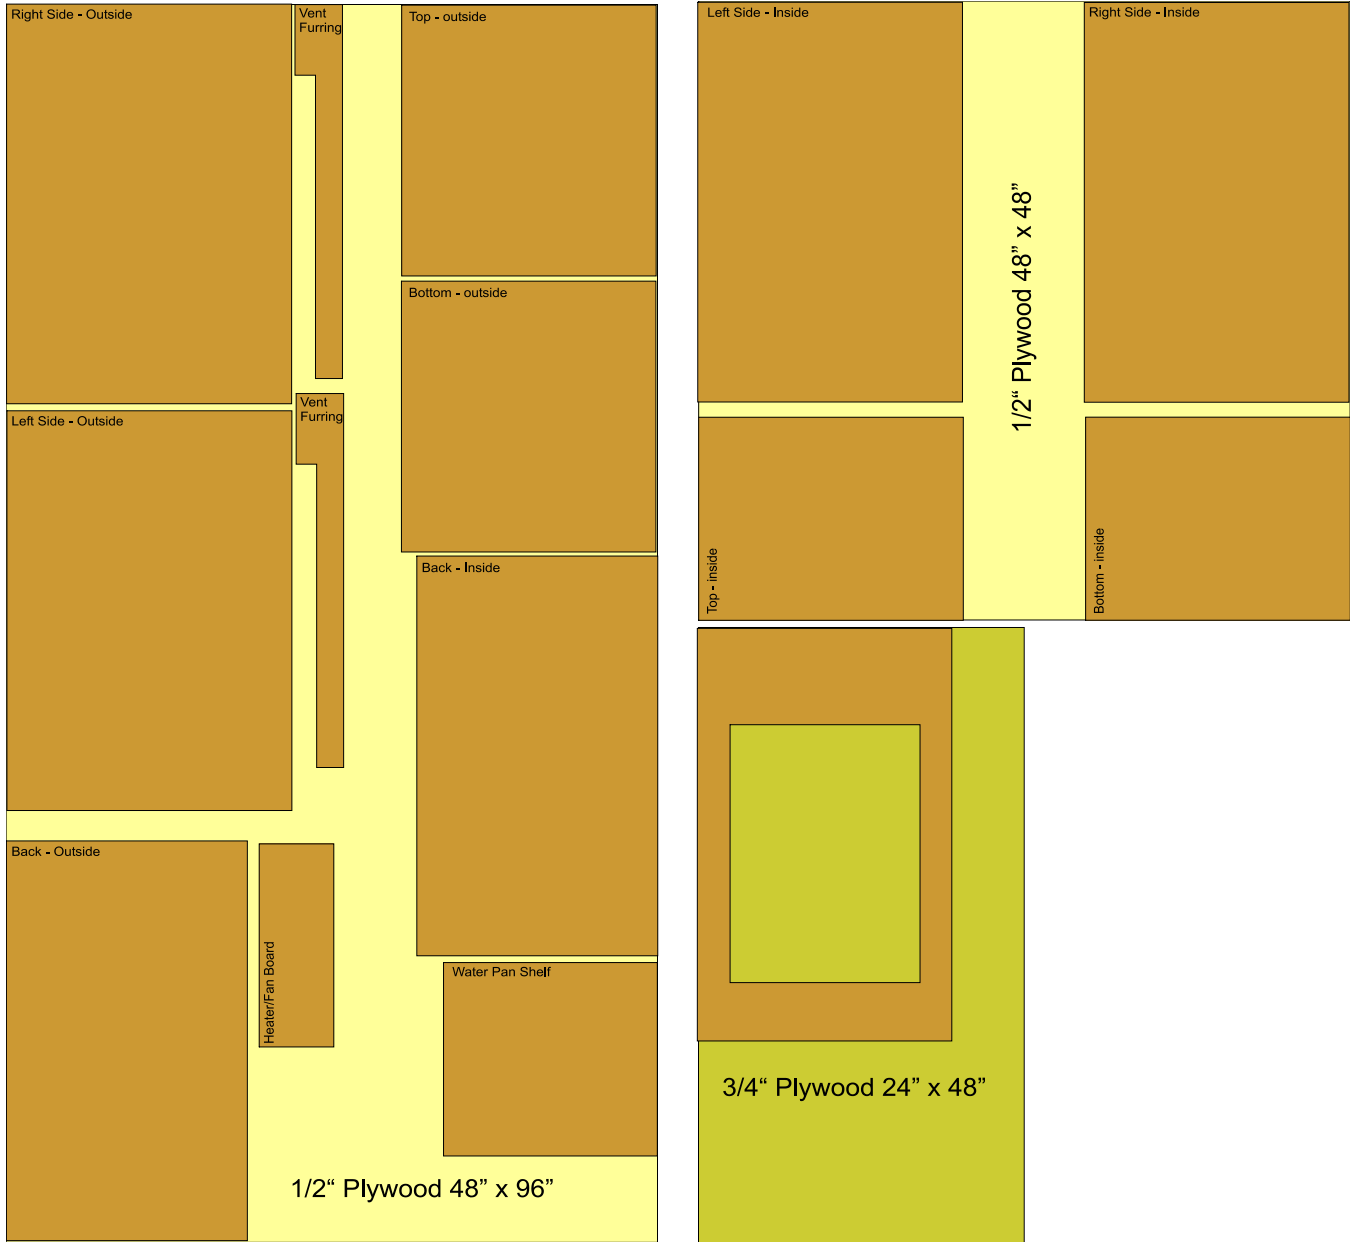 Right Side - Outside
Vent
Furring
Top - outside
Bottom - outside
Left Side - Outside
Vent
Furring
Back - Inside
Back - Outside
Heater/Fan Board
Water Pan Shelf
1/2“ Plywood 48” x 96”
Left Side - Inside
Right Side - Inside
1/2“ Plywood 48” x 48”
Top - inside
Bottom - inside
3/4“ Plywood 24” x 48”